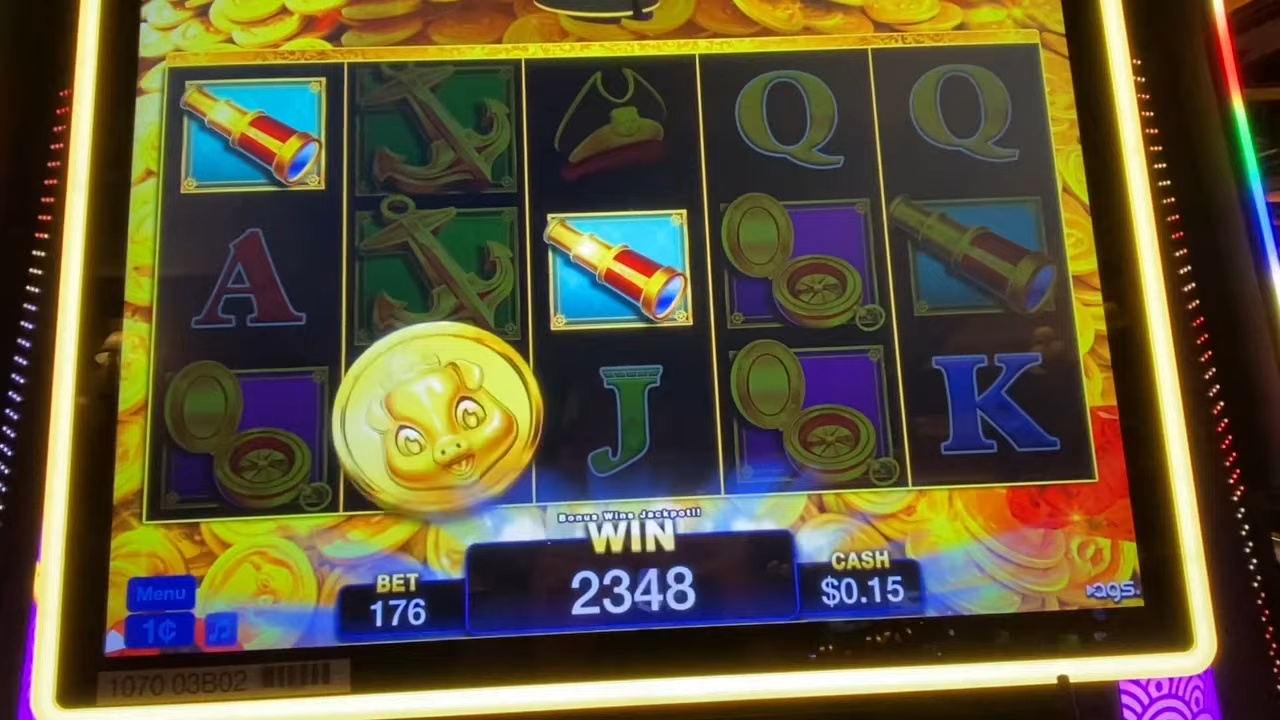 Q Q
A
J K
Bonus Wins Jackpot!!
WIN
BET 2348 CASH
176 $0.15
Menu
1¢
ags.
1070 03B02